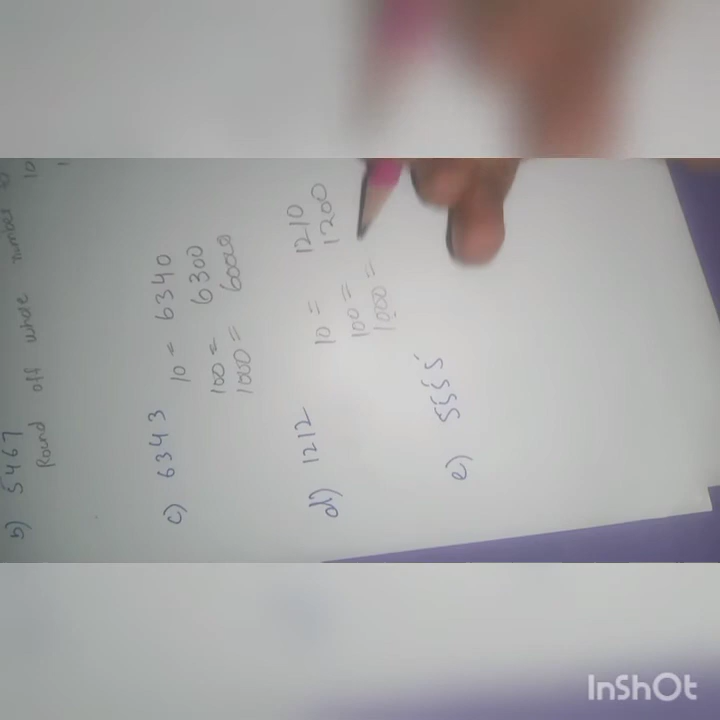 b) 5467
Round off whole number to 10
c) 6343 10 = 6340
100 = 6300
1000 = 6000
d) 1212 10 = 1210
100 = 1200
1000 =
e) 5555
InShOt